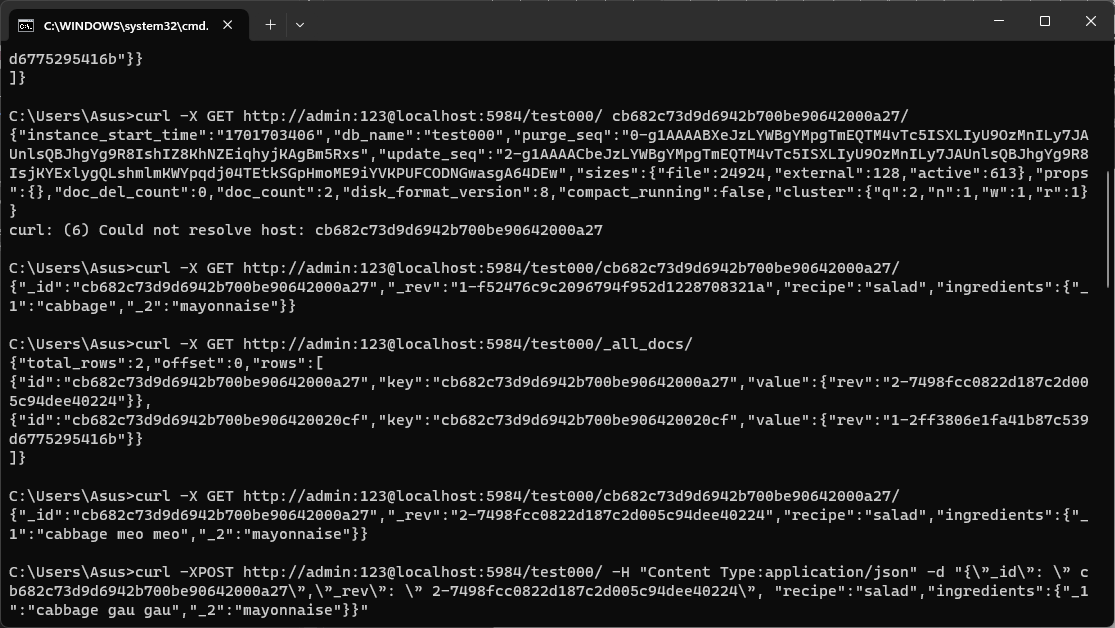 C:\WINDOWS\system32\cmd.
d6775295416b"}}
]}
C:\Users\Asus>curl -X GET http://admin:123@localhost:5984/test000/ cb682c73d9d6942b700be90642000a27/
{"instance_start_time":"1701703406","db_name":"test000","purge_seq":"0-g1AAAABXeJzLYWBgYMpgTmEQTM4vTc5ISXLIyU9OzMnILy7JA
UnlsQBJhgYg9R8IshIZ8KhNZEiqhyjKAgBm5Rxs","update_seq":"2-g1AAAACbeJzLYWBgYMpgTmEQTM4vTc5ISXLIyU9OzMnILy7JAUnlsQBJhgYg9R8
IsjKYExlygQLshmlmKWYpqdj04TEtkSGpHmoME9iYVKPUFCODNGwasgA64DEw","sizes":{"file":24924,"external":128,"active":613},"props
":{},"doc_del_count":0,"doc_count":2,"disk_format_version":8,"compact_running":false,"cluster":{"q":2,"n":1,"w":1,"r":1}
}
curl: (6) Could not resolve host: cb682c73d9d6942b700be90642000a27
C:\Users\Asus>curl -X GET http://admin:123@localhost:5984/test000/cb682c73d9d6942b700be90642000a27/
{"_id":"cb682c73d9d6942b700be90642000a27","_rev":"1-f52476c9c2096794f952d1228708321a","recipe":"salad","ingredients":{"_
1":"cabbage","_2":"mayonnaise"}}
C:\Users\Asus>curl -X GET http://admin:123@localhost:5984/test000/_all_docs/
{"total_rows":2,"offset":0,"rows":[
{"id":"cb682c73d9d6942b700be90642000a27","key":"cb682c73d9d6942b700be90642000a27","value":{"rev":"2-7498fcc0822d187c2d00
5c94dee40224"}},
{"id":"cb682c73d9d6942b700be906420020cf","key":"cb682c73d9d6942b700be906420020cf","value":{"rev":"1-2ff3806e1fa41b87c539
d6775295416b"}}
]}
C:\Users\Asus>curl -X GET http://admin:123@localhost:5984/test000/cb682c73d9d6942b700be90642000a27/
{"_id":"cb682c73d9d6942b700be90642000a27","_rev":"2-7498fcc0822d187c2d005c94dee40224","recipe":"salad","ingredients":{"_
1":"cabbage meo meo","_2":"mayonnaise"}}
C:\Users\Asus>curl -XPOST http://admin:123@localhost:5984/test000/ -H "Content Type:application/json" -d "{\”_id\”: \” c
b682c73d9d6942b700be90642000a27\”,\”_rev\”: \” 2-7498fcc0822d187c2d005c94dee40224\”, "recipe":"salad","ingredients":{"_1
":"cabbage gau gau","_2":"mayonnaise"}}"